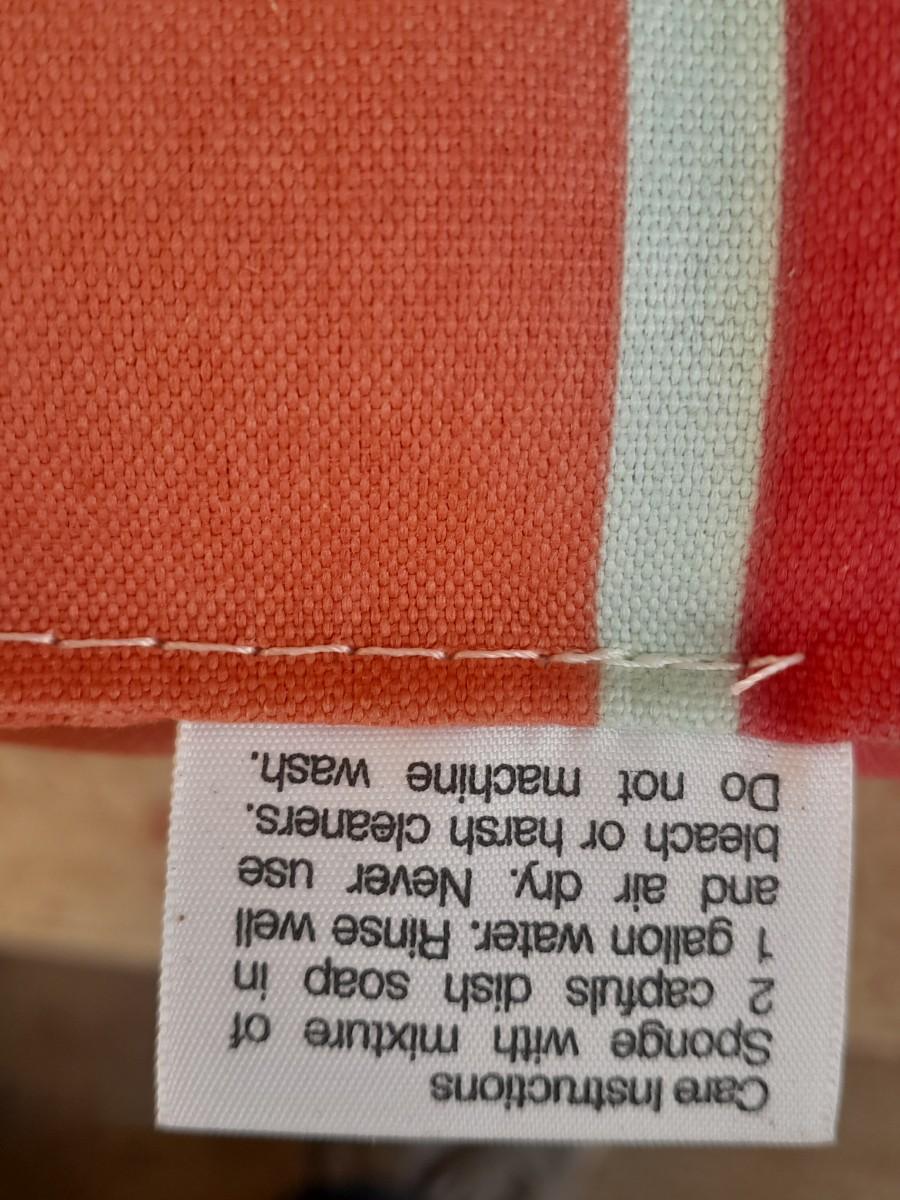 Care Instructions
Sponge with mixture of
2 capfuls dish soap in
1 gallon water. Rinse well
and air dry. Never use
bleach or harsh cleaners.
Do not machine wash.